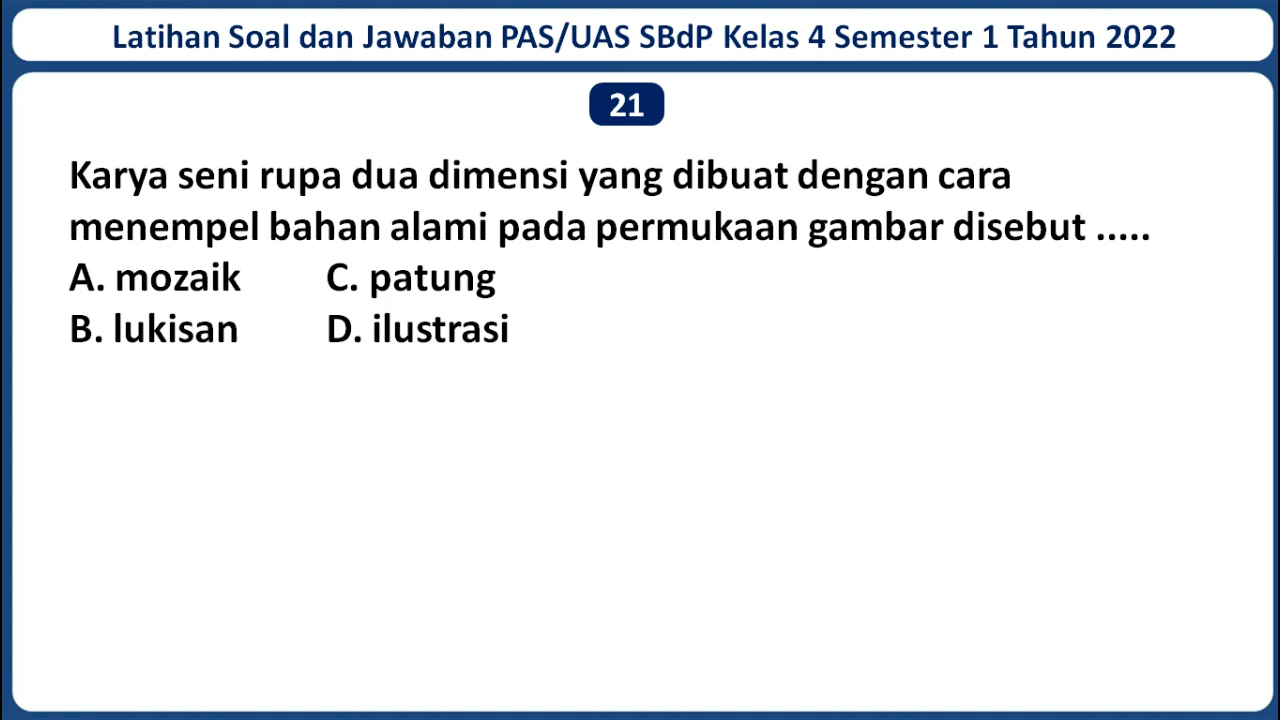 Latihan Soal dan Jawaban PAS/UAS SBdP Kelas 4 Semester 1 Tahun 2022
21
Karya seni rupa dua dimensi yang dibuat dengan cara
menempel bahan alami pada permukaan gambar disebut .....
A. mozaik C. patung
B. lukisan D. ilustrasi